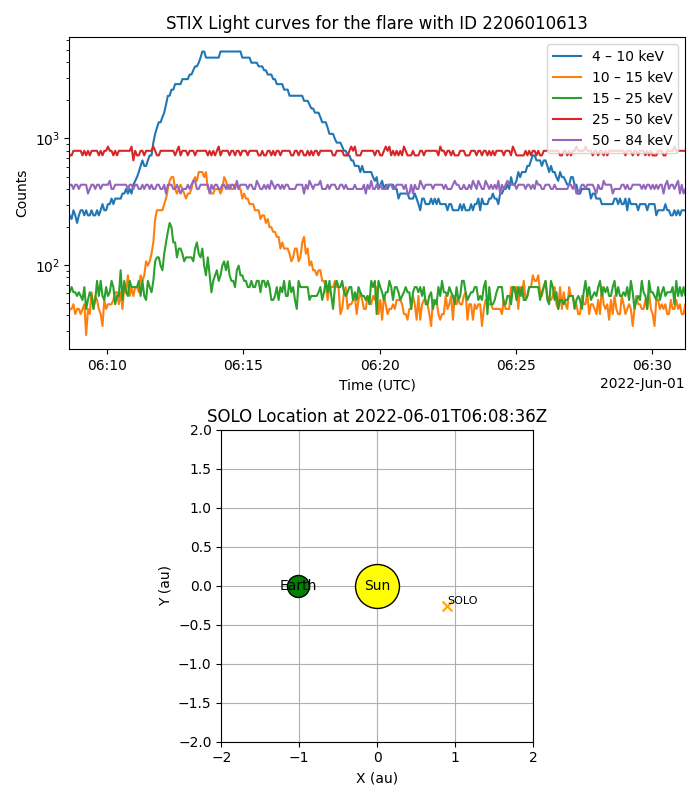 STIX Light curves for the flare with ID 2206010613
4 – 10 keV
10 – 15 keV
15 – 25 keV
25 – 50 keV
50 – 84 keV
10³
10²
Counts
06:10 06:15 06:20 06:25 06:30
Time (UTC)
2022-Jun-01
SOLO Location at 2022-06-01T06:08:36Z
2.0
1.5
1.0
0.5
0.0
−0.5
−1.0
−1.5
−2.0
Y (au)
Earth
Sun
SOLO
−2 −1 0 1 2
X (au)